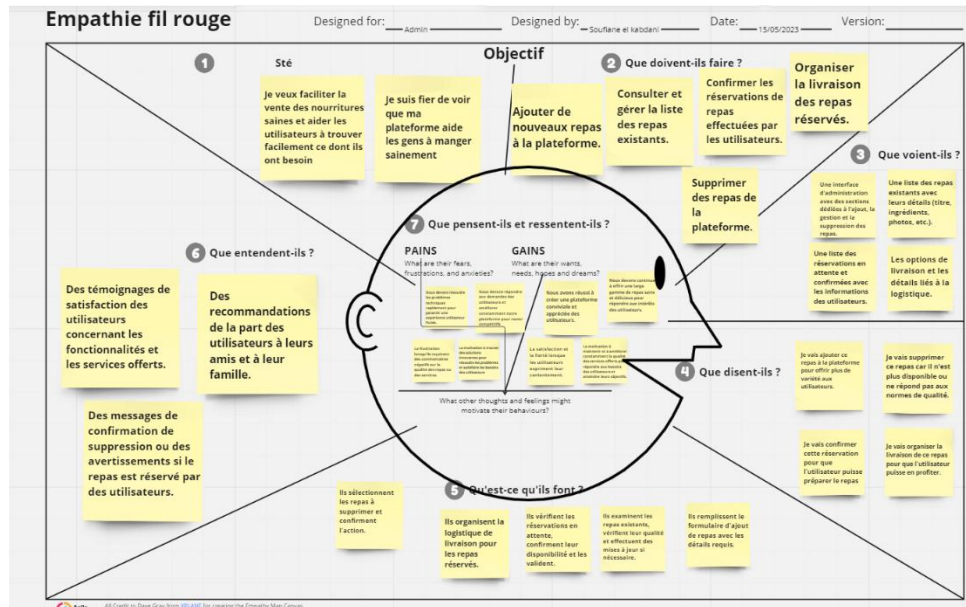 Empathie fil rouge
Designed for:
Admin
Designed by:
Soufiane el kabdani
Date:
15/05/2023
Version:
Objectif
1
Sté
Je veux faciliter la
vente des nourritures
saines et aider les
utilisateurs à trouver
facilement ce dont ils
ont besoin
Je suis fier de voir
que ma
plateforme aide
les gens à manger
sainement
Ajouter de
nouveaux repas
à la plateforme.
2 Que doivent-ils faire ?
Consulter et
gérer la liste
des repas
existants.
Confirmer les
réservations de
repas
effectuées par
les utilisateurs.
Organiser
la livraison
des repas
réservés.
Supprimer
des repas de
la
plateforme.
3 Que voient-ils ?
Une interface
d'administration
avec des sections
dédiées à l'ajout, la
gestion et la
suppression des
repas.
Une liste des repas
existants avec
leurs détails (titre,
ingrédients,
photos, etc.).
Une liste des
réservations en
attente et
confirmées avec
les informations
des utilisateurs.
Les options de
livraison et les
détails liés à la
logistique.
4 Que disent-ils ?
Je vais ajouter ce
repas à la plateforme
pour offrir plus de
variété aux
utilisateurs.
Je vais supprimer
ce repas car il n'est
plus disponible ou
ne répond pas aux
normes de qualité.
Je vais confirmer
cette réservation
pour que
l'utilisateur puisse
préparer le repas
Je vais organiser la
livraison de ce repas
pour que l'utilisateur
puisse en profiter.
5 Qu'est-ce qu'ils font ?
Ils sélectionnent
les repas à
supprimer et
confirment
l'action.
Ils organisent la
logistique de
livraison pour
les repas
réservés.
Ils vérifient les
réservations en
attente,
confirment leur
disponibilité et les
valident.
Ils examinent les
repas existants,
vérifient leur qualité
et effectuent des
mises à jour si
nécessaire.
Ils remplissent le
formulaire d'ajout
de repas avec les
détails requis.
6 Que entendent-ils ?
Des témoignages de
satisfaction des
utilisateurs
concernant les
fonctionnalités et
les services offerts.
Des
recommandations
de la part des
utilisateurs à leurs
amis et à leur
famille.
Des messages de
confirmation de
suppression ou des
avertissements si le
repas est réservé par
des utilisateurs.
7 Que pensent-ils et ressentent-ils ?
PAINS
What are their fears,
frustrations, and anxieties?
GAINS
What are their wants,
needs, hopes and dreams?
Nous avons réussi à
créer une plateforme
conviviale et
appréciée des
utilisateurs.
La satisfaction et
la fierté lorsque
les utilisateurs
expriment leur
contentement.
What other thoughts and feelings might
motivate their behaviours?